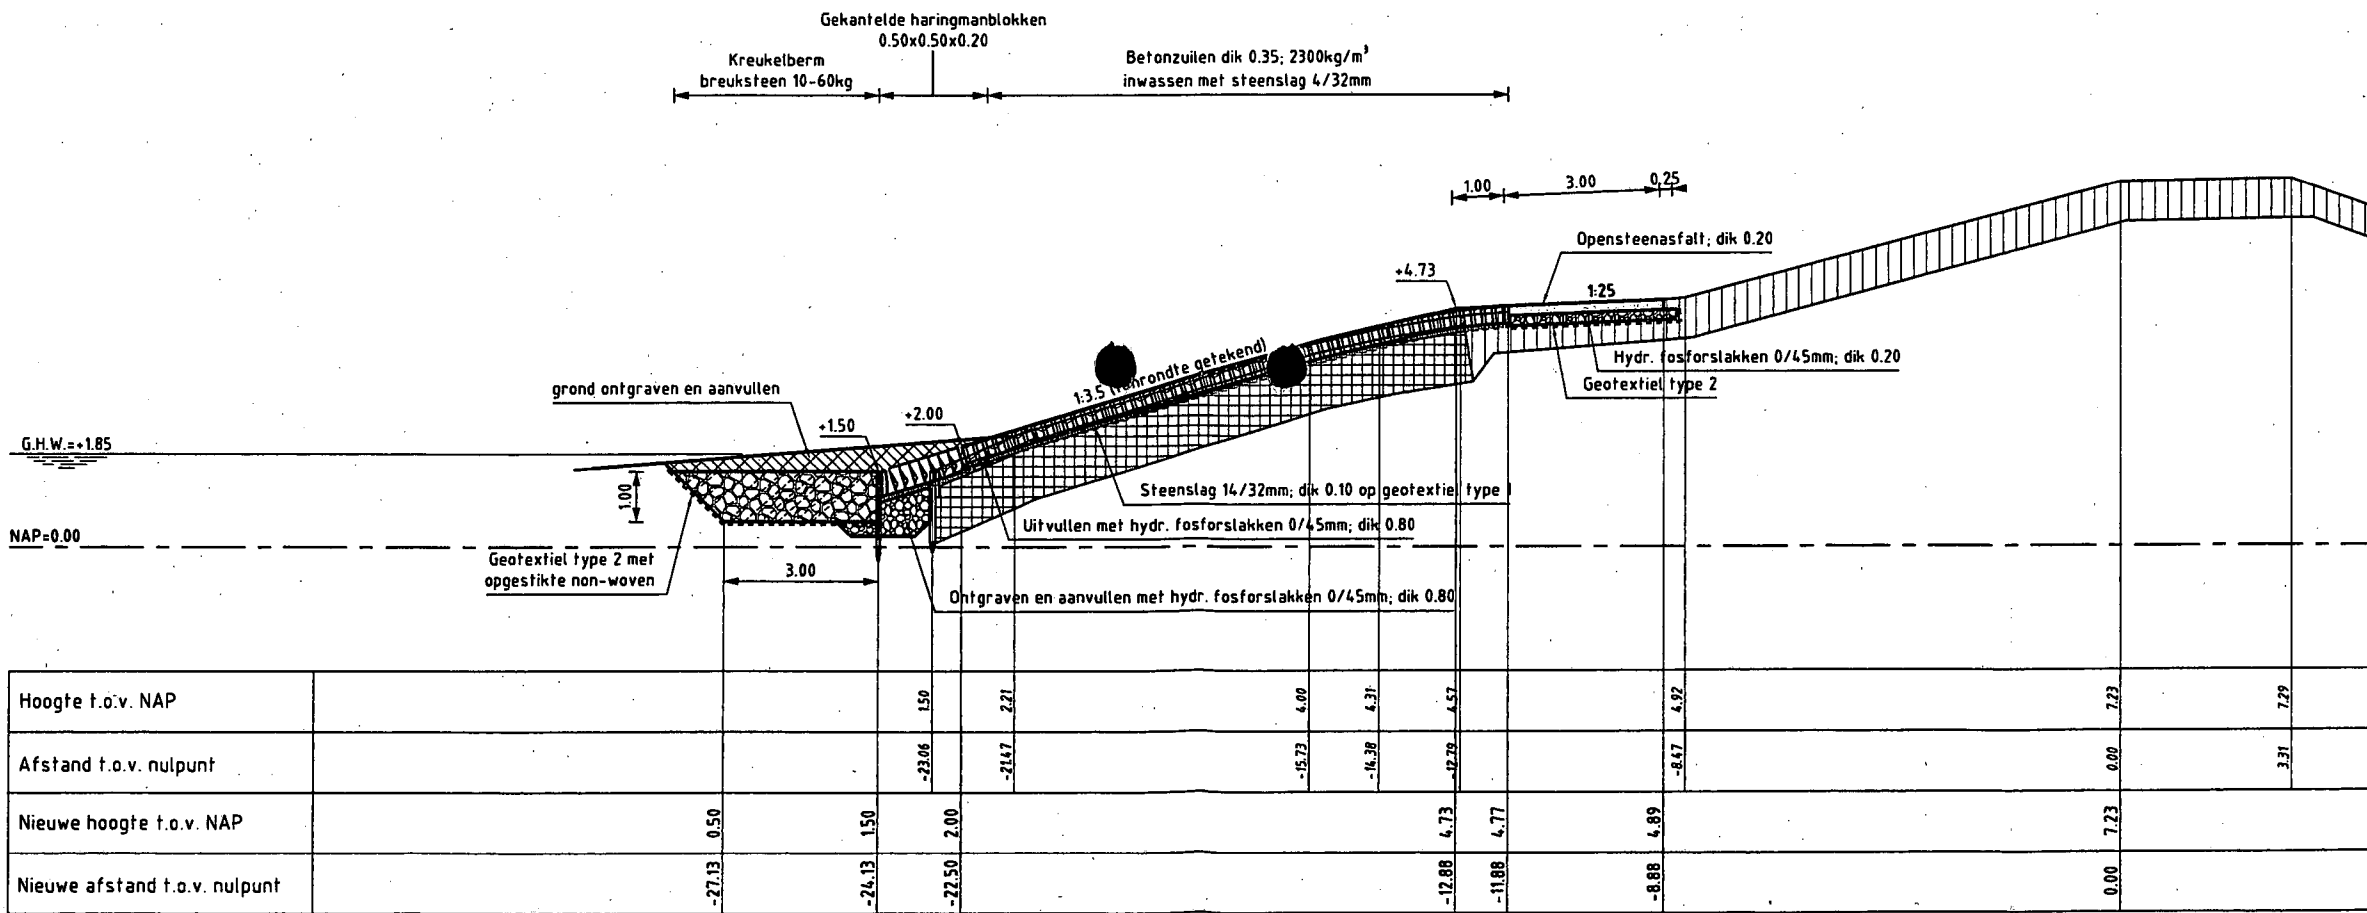 Gekantelde haringmanblokken
0.50x0.50x0.20
Kreukelberm
breuksteen 10-60kg
Betonzuilen dik 0.35; 2300kg/m³
inwassen met steenslag 4/32mm
1.00
3.00
0,25
Opensteenasfalt; dik 0.20
+4.73
1:25
Hydr. fosforslakken 0/45mm; dik 0.20
Geotextiel type 2
1:3.5 getekend)
grond ontgraven en aanvullen
+2.00
+1.50
G.H.W.=+1.85
1.00
Steenslag 14/32mm; dik 0.10 op geotextiel type 1
Uitvullen met hydr. fosforslakken 0/45mm; dik 0.80
NAP=0.00
Geotextiel type 2 met
opgestikte non-woven
3.00
Ontgraven en aanvullen met hydr. fosforslakken 0/45mm; dik 0.80
Hoogte t.o.v. NAP 1.50 2.21 4.00 4.31 4.57 4.92 7.23 7.29
Afstand t.o.v. nulpunt -23.06 -21.47 -15.73 -14.38 -12.79 -8.47 0.01 3.31
Nieuwe hoogte t.o.v. NAP 0.50 1.50 2.00 4.73 4.77 4.89 7.23
Nieuwe afstand t.o.v. nulpunt -27.13 -24.13 -22.50 -12.88 -11.88 -8.88 0.00